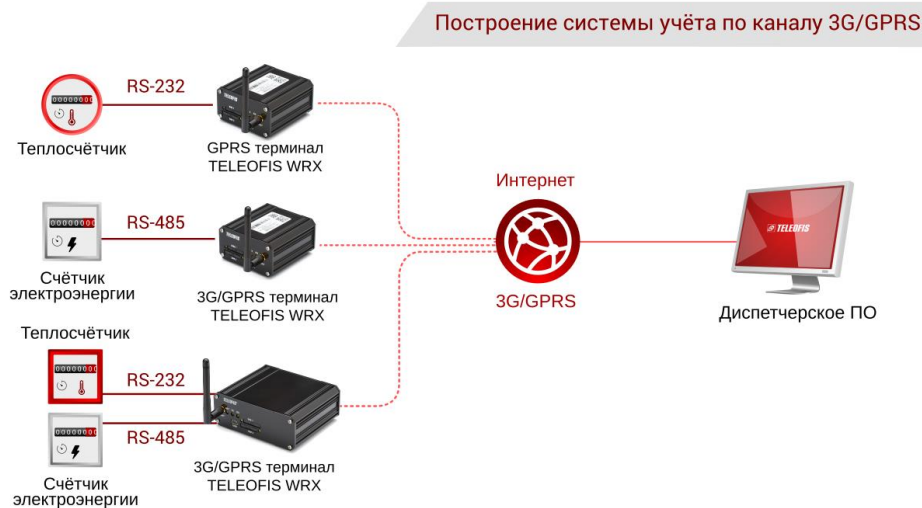 Построение системы учёта по каналу 3G/GPRS
RS-232
Теплосчётчик
GPRS терминал
TELEOFIS WRX
RS-485
Счётчик
электроэнергии
3G/GPRS терминал
TELEOFIS WRX
Теплосчётчик
RS-232
RS-485
Счётчик
электроэнергии
3G/GPRS терминал
TELEOFIS WRX
Интернет
3G/GPRS
TELEOFIS
Диспетчерское ПО